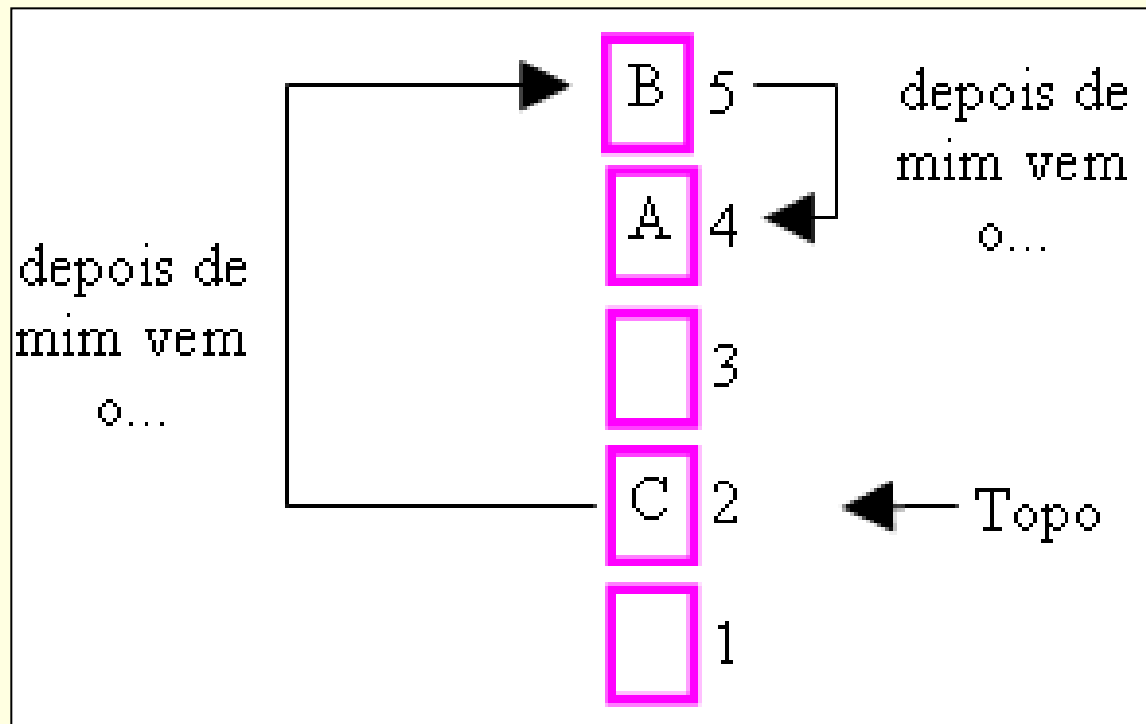 B 5
depois de
mim vem
o...
A 4
depois de
mim vem
o...
3
C 2
Topo
1